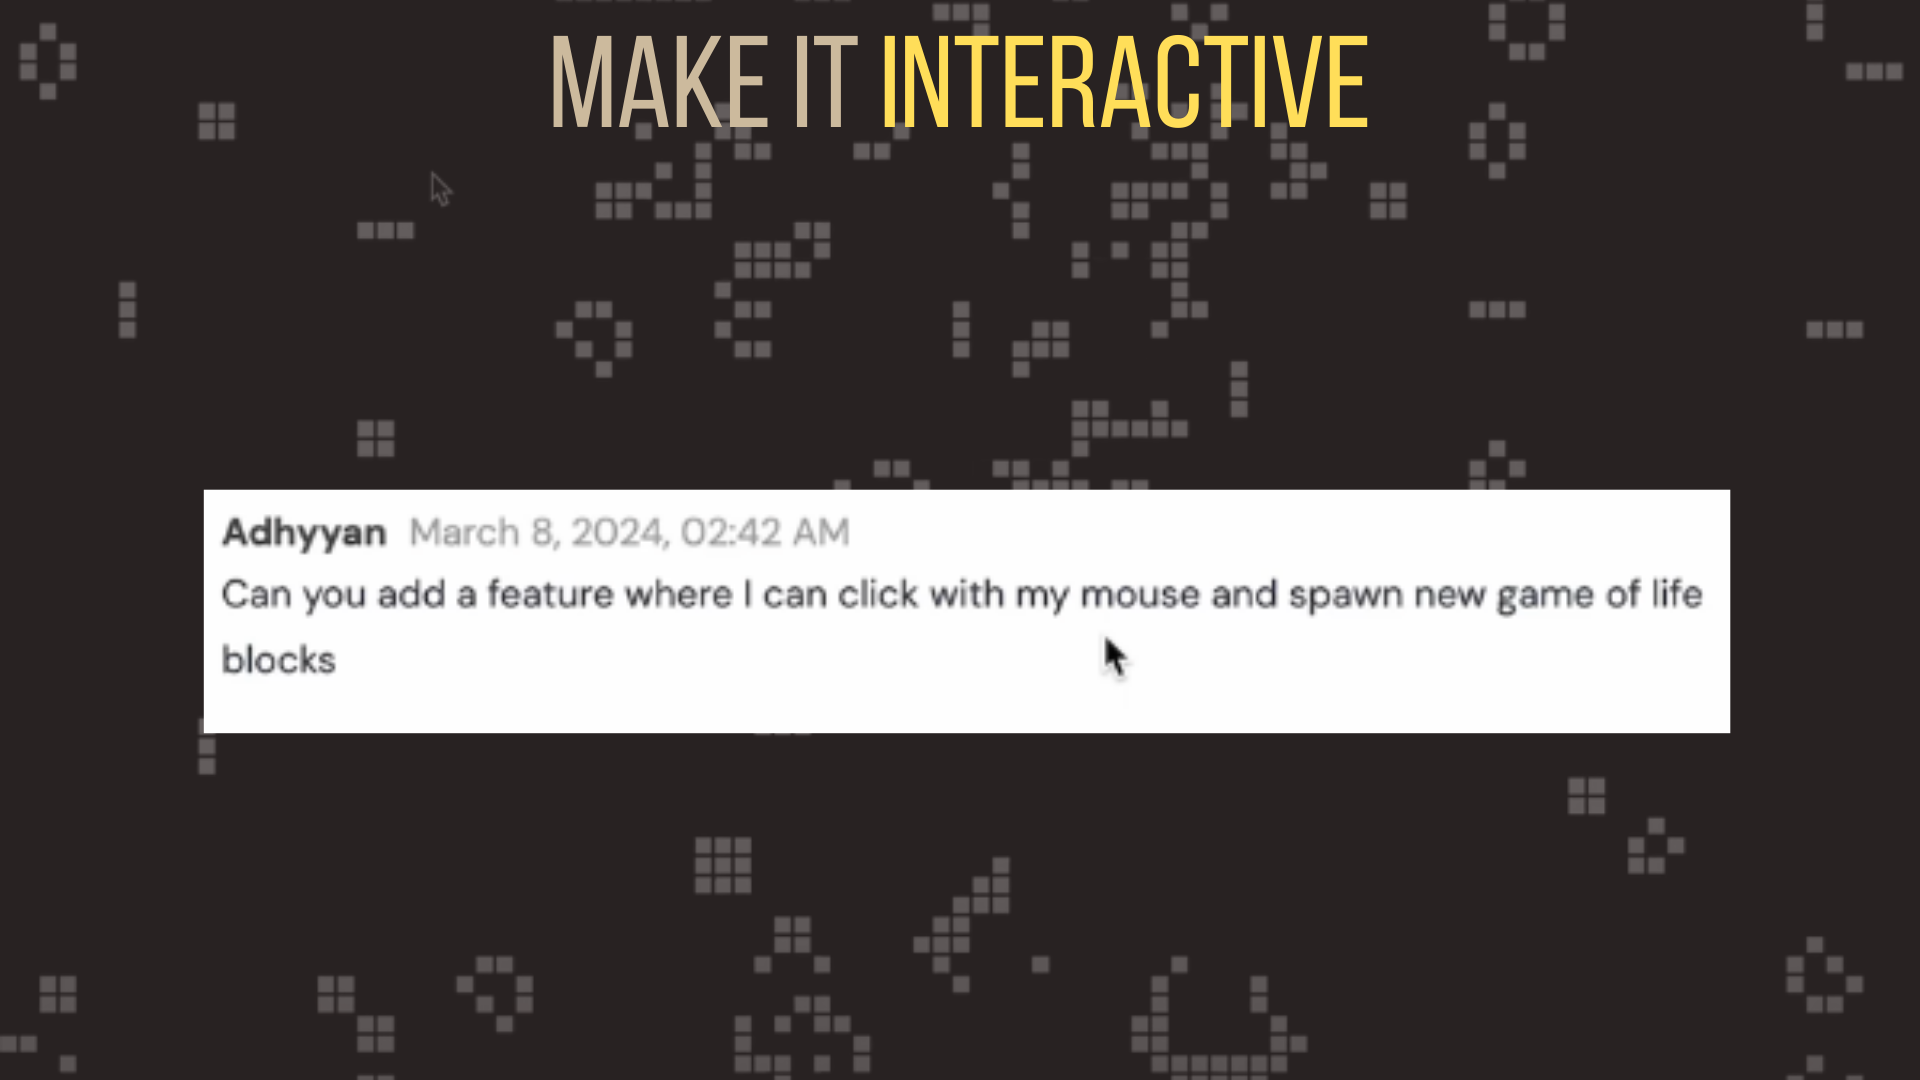 MAKE IT INTERACTIVE
Adhyyan March 8, 2024, 02:42 AM
Can you add a feature where I can click with my mouse and spawn new game of life
blocks